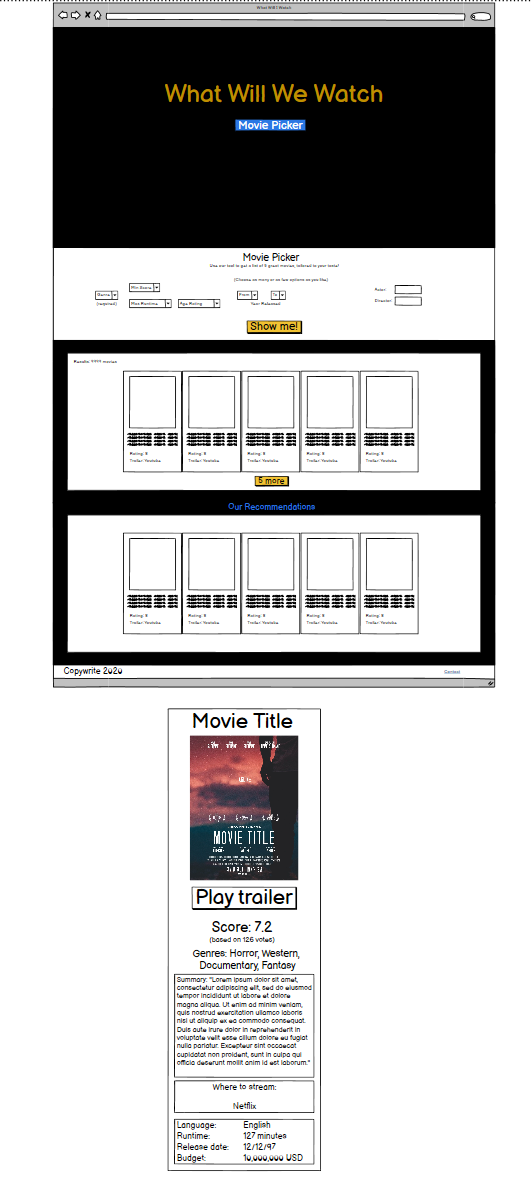 What Will I Watch
What Will We Watch
Movie Picker
Movie Picker
Use our tool to get a list of 5 great movies, tailored to your taste!
(Choose as many or as few options as you like)
Min Score
Genre
From
To
Actor:
(required)
Max Runtime
Age Rating
Year Released
Director:
Show me!
Results: ???? movies
Rating: 8 Rating: 8 Rating: 8 Rating: 8 Rating: 8
Trailer: Youtube Trailer: Youtube Trailer: Youtube Trailer: Youtube Trailer: Youtube
5 more
Our Recommendations
Rating: 8 Rating: 8 Rating: 8 Rating: 8 Rating: 8
Trailer: Youtube Trailer: Youtube Trailer: Youtube Trailer: Youtube Trailer: Youtube
Copywrite 2020
Contact
Movie Title
MOVIE TITLE
Play trailer
Score: 7.2
(based on 126 votes)
Genres: Horror, Western,
Documentary, Fantasy
Summary: "Lorem ipsum dolor sit amet,
consectetur adipiscing elit, sed do eiusmod
tempor incididunt ut labore et dolore
magna aliqua. Ut enim ad minim veniam,
quis nostrud exercitation ullamco laboris
nisi ut aliquip ex ea commodo consequat.
Duis aute irure dolor in reprehenderit in
voluptate velit esse cillum dolore eu fugiat
nulla pariatur. Excepteur sint occaecat
cupidatat non proident, sunt in culpa qui
officia deserunt mollit anim id est laborum."
Where to stream:
Netflix
Language: English
Runtime: 127 minutes
Release date: 12/12/97
Budget: 10,000,000 USD